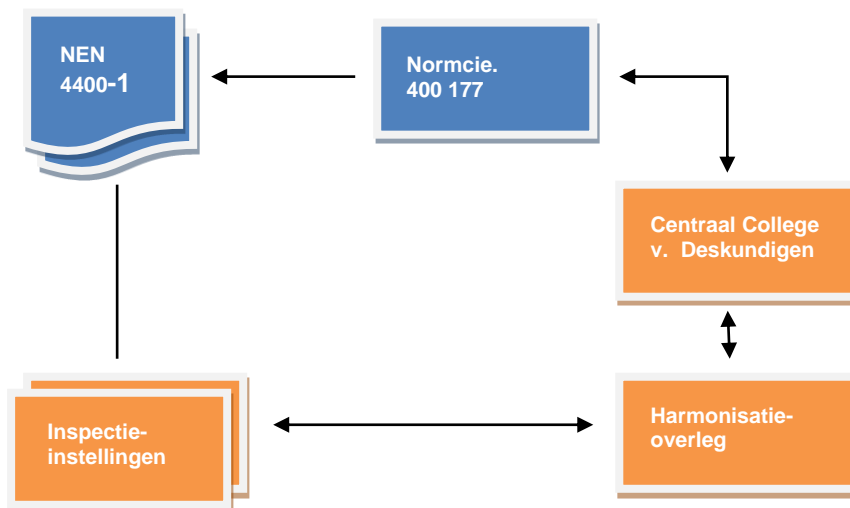 NEN
4400-1
Normcie.
400 177
Centraal College
v. Deskundigen
Inspectie-
instellingen
Harmonisatie-
overleg